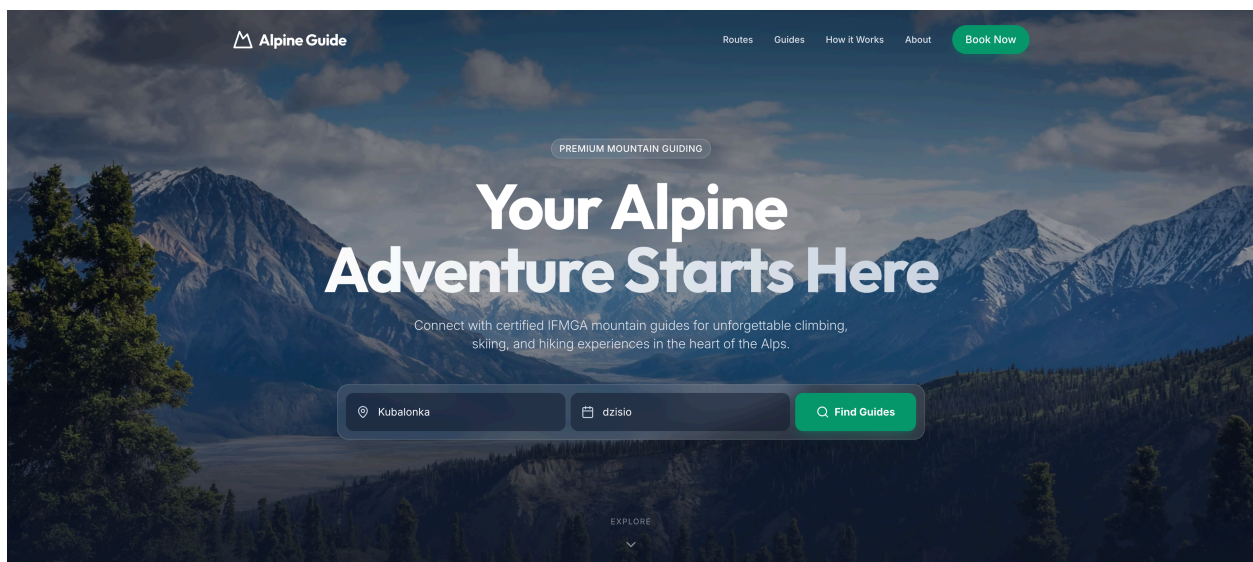 Alpine Guide
Routes
Guides
How it Works
About
Book Now
PREMIUM MOUNTAIN GUIDING
Your Alpine
Adventure Starts Here
Connect with certified IFMGA mountain guides for unforgettable climbing,
skiing, and hiking experiences in the heart of the Alps.
Kubalonka
dzisio
Find Guides
EXPLORE